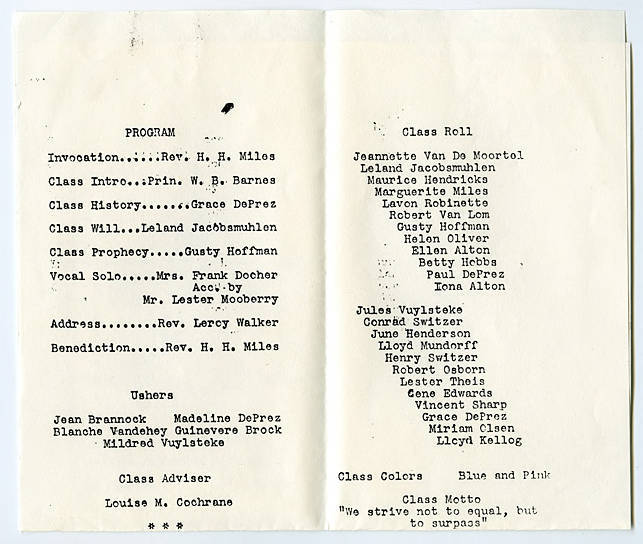 PROGRAM
Invocation......Rev. H. H. Miles
Class Intro...Prin. W. B. Barnes
Class History.......Grace DePrez
Class Will...Leland Jacobsmuhlen
Class Prophecy.....Gusty Hoffman
Vocal Solo.....Mrs. Frank Docher
Acc. by
Mr. Lester Mooberry
Address........Rev. Leroy Walker
Benediction.....Rev. H. H. Miles
Ushers
Jean Brannock Madeline DePrez
Blanche Vandehey Guinevere Brock
Mildred Vuylsteke
Class Adviser
Louise M. Cochrane
* * *
Class Roll
Jeannette Van De Moortel
Leland Jacobsmuhlen
Maurice Hendricks
Marguerite Miles
Lavon Robinette
Robert Van Lom
Gusty Hoffman
Helen Oliver
Ellen Alton
Betty Hobbs
Paul DePrez
Iona Alton
Jules Vuylsteke
Conrad Switzer
June Henderson
Lloyd Mundorff
Henry Switzer
Robert Osborn
Lester Theis
Gene Edwards
Vincent Sharp
Grace DePrez
Miriam Olsen
Lloyd Kellog
Class Colors Blue and Pink
Class Motto
"We strive not to equal, but
to surpass"